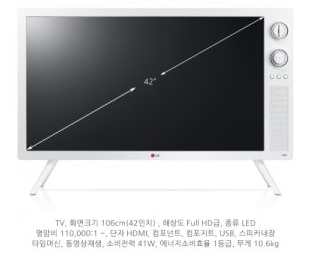 42"
LG
TV, 화면크기 106cm(42인치) , 해상도 Full HD급, 종류 LED
명암비 110,000:1 ~, 단자 HDMI, 컴포넌트, 컴포지트, USB, 스피커내장
타임머신, 동영상재생, 소비전력 41W, 에너지소비효율 1등급, 무게 10.6kg